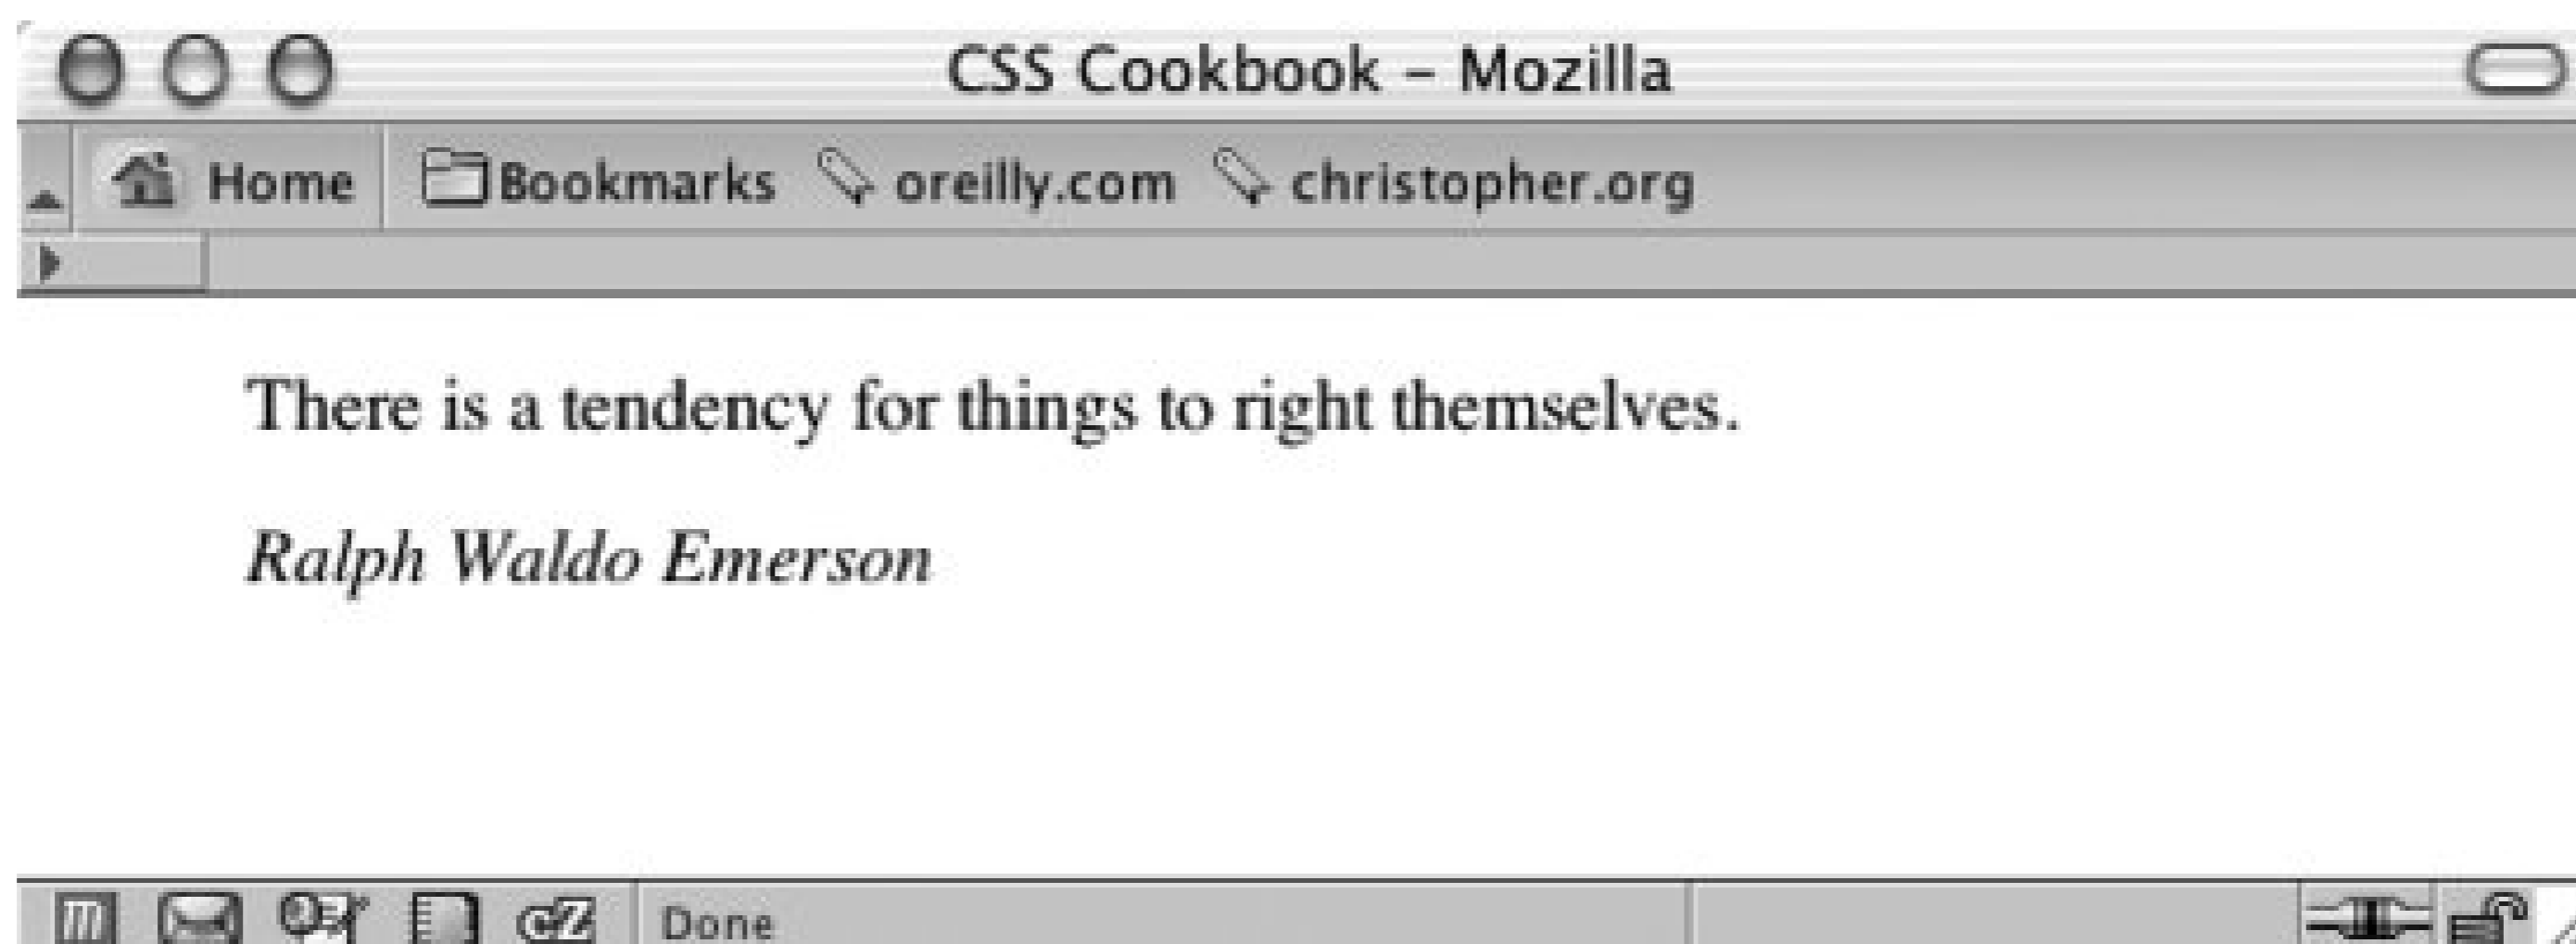 CSS Cookbook – Mozilla
Home Bookmarks oreilly.com christopher.org
There is a tendency for things to right themselves.
Ralph Waldo Emerson
m cZ Done